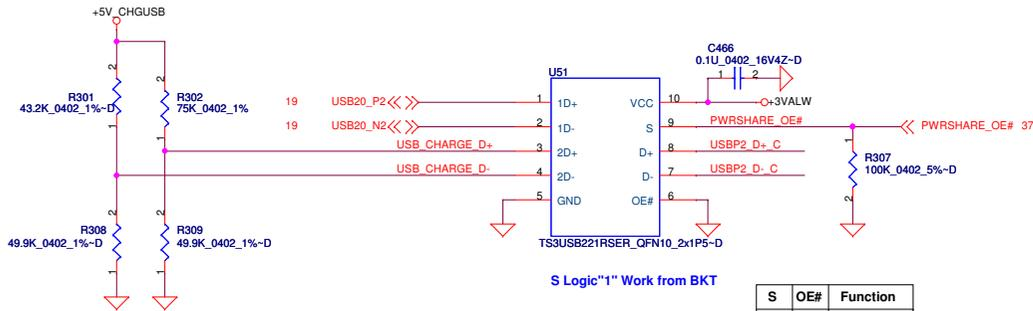 +5V_CHGUSB
C466
0.1U_0402_16V4Z~D
1 2
U51
2 2
R301
43.2K_0402_1%~D
1
R302
75K_0402_1%
1
19 USB20_P2
1 1D+
VCC 10
+3VALW
19 USB20_N2
2 1D-
S 9
PWRSHARE_OE#
PWRSHARE_OE# 37
USB_CHARGE_D+
3 2D+
D+ 8
USBP2_D+_C
1
USB_CHARGE_D-
4 2D-
D- 7
USBP2_D-_C
R307
100K_0402_5%~D
2
5 GND
OE# 6
2 2
R308
49.9K_0402_1%~D
1
R309
49.9K_0402_1%~D
1
TS3USB221RSER_QFN10_2x1P5~D
S Logic"1" Work from BKT
S OE# Function